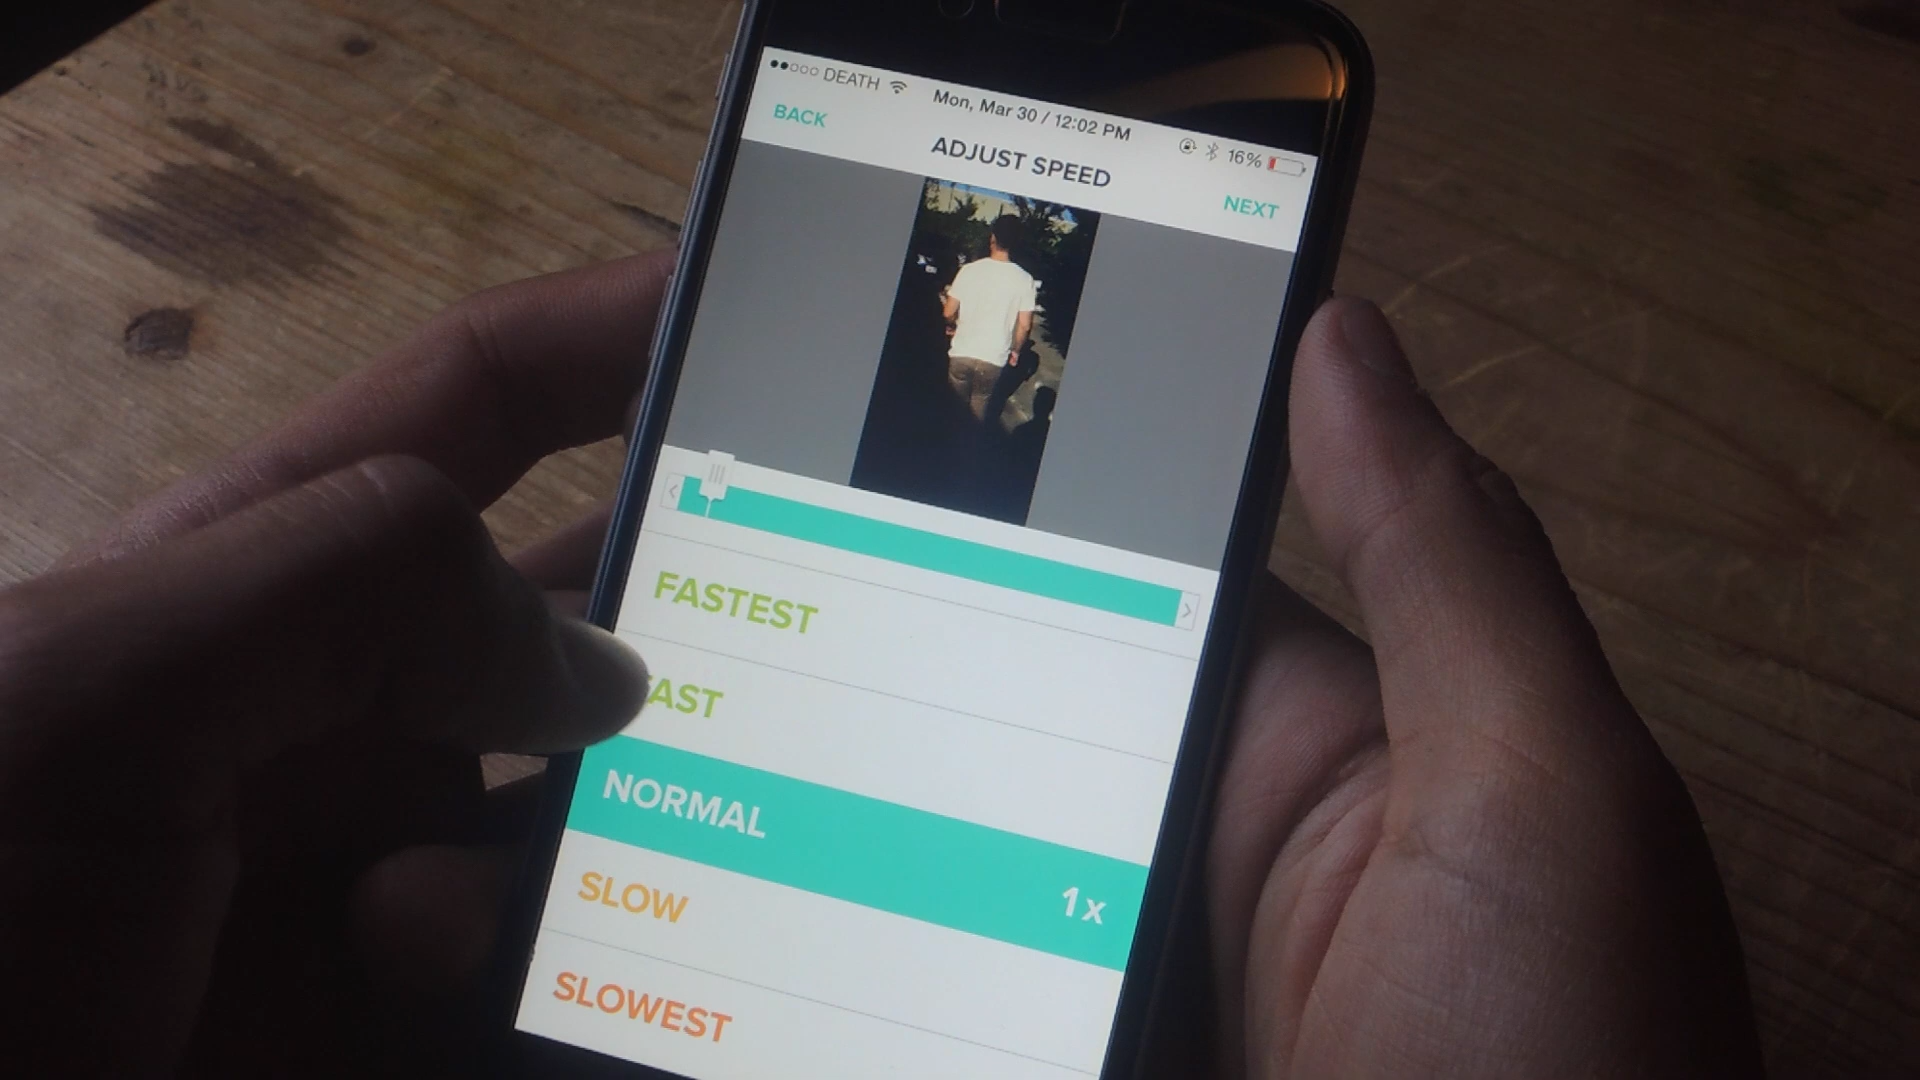 DEATH Mon, Mar 30 / 12:02 PM 16%
BACK ADJUST SPEED NEXT
FASTEST
AST
NORMAL 1x
SLOW
SLOWEST